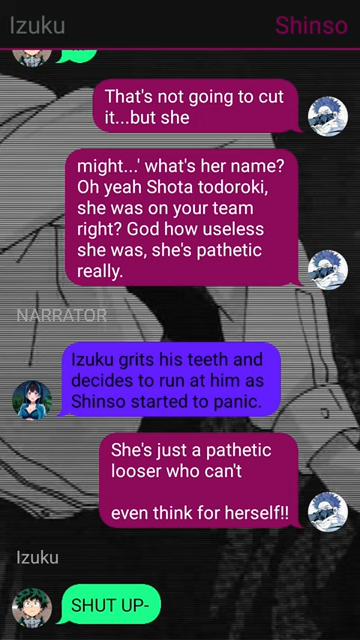 Izuku Shinso
That's not going to cut
it...but she
might...' what's her name?
Oh yeah Shota todoroki,
she was on your team
right? God how useless
she was, she's pathetic
really.
NARRATOR
Izuku grits his teeth and
decides to run at him as
Shinso started to panic.
She's just a pathetic
looser who can't
even think for herself!!
Izuku
SHUT UP-